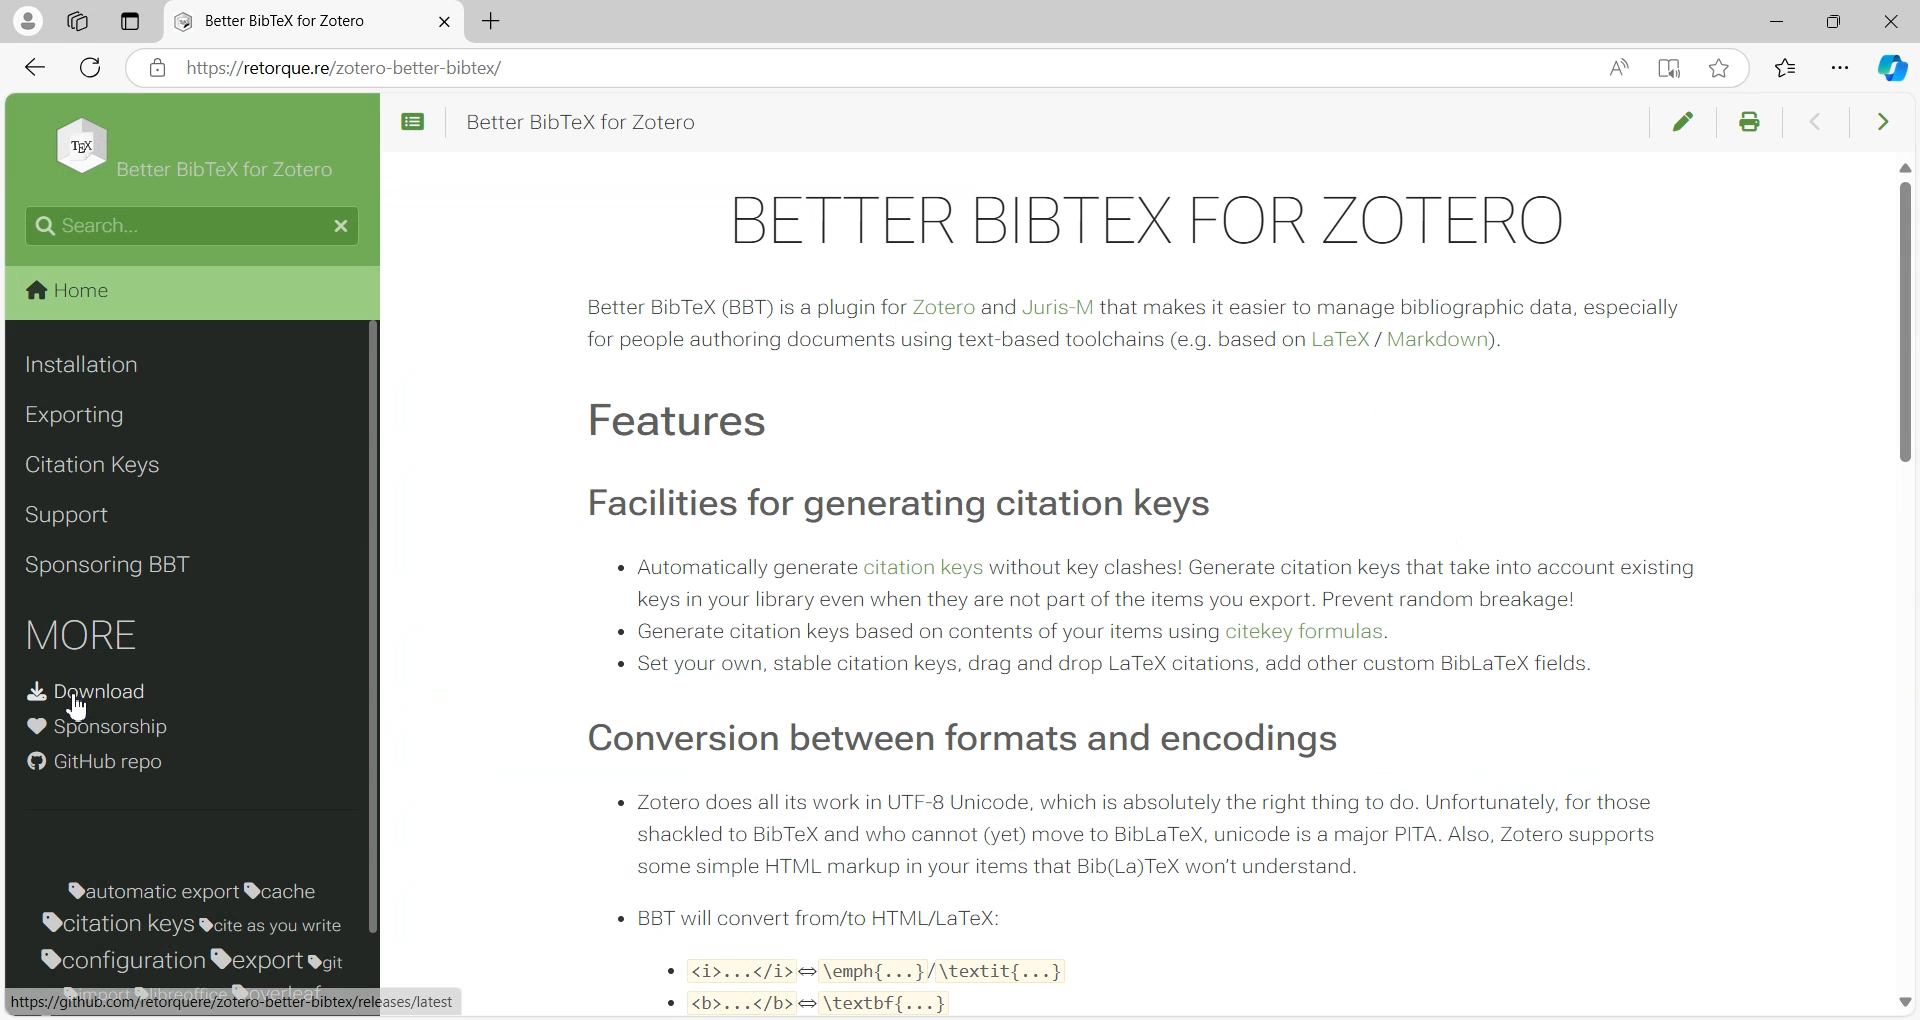 Better BibTeX for Zotero
https://retorque.re/zotero-better-bibtex/
TEX
Better BibTeX for Zotero
Search...
Home
Installation
Exporting
Citation Keys
Support
Sponsoring BBT
MORE
Download
Sponsorship
GitHub repo
automatic export cache
citation keys cite as you write
configuration export git
import libreoffice overleaf
https://github.com/retorquere/zotero-better-bibtex/releases/latest
Better BibTeX for Zotero
BETTER BIBTEX FOR ZOTERO
Better BibTeX (BBT) is a plugin for Zotero and Juris-M that makes it easier to manage bibliographic data, especially
for people authoring documents using text-based toolchains (e.g. based on LaTeX / Markdown).
Features
Facilities for generating citation keys
• Automatically generate citation keys without key clashes! Generate citation keys that take into account existing
keys in your library even when they are not part of the items you export. Prevent random breakage!
• Generate citation keys based on contents of your items using citekey formulas.
• Set your own, stable citation keys, drag and drop LaTeX citations, add other custom BibLaTeX fields.
Conversion between formats and encodings
• Zotero does all its work in UTF-8 Unicode, which is absolutely the right thing to do. Unfortunately, for those
shackled to BibTeX and who cannot (yet) move to BibLaTeX, unicode is a major PITA. Also, Zotero supports
some simple HTML markup in your items that Bib(La)TeX won't understand.
• BBT will convert from/to HTML/LaTeX:
• <i>...</i> ⇔ \emph{...}/\textit{...}
• <b>...</b> ⇔ \textbf{...}